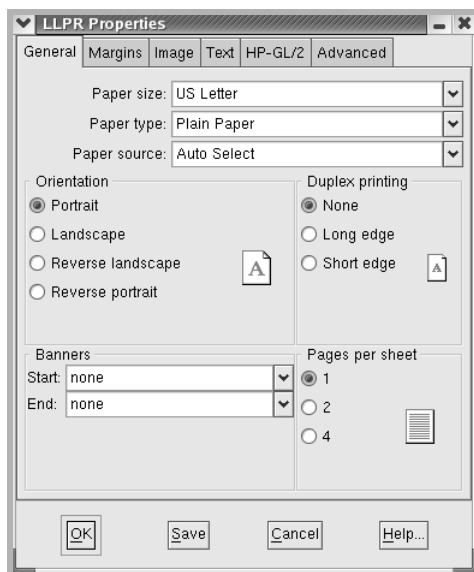 LLPR Properties
General Margins Image Text HP-GL/2 Advanced
Paper size: US Letter
Paper type: Plain Paper
Paper source: Auto Select
Orientation
Portrait
Landscape
Reverse landscape
Reverse portrait
A
Duplex printing
None
Long edge
Short edge
A
Banners
Start: none
End: none
Pages per sheet
1
2
4
OK Save Cancel Help...